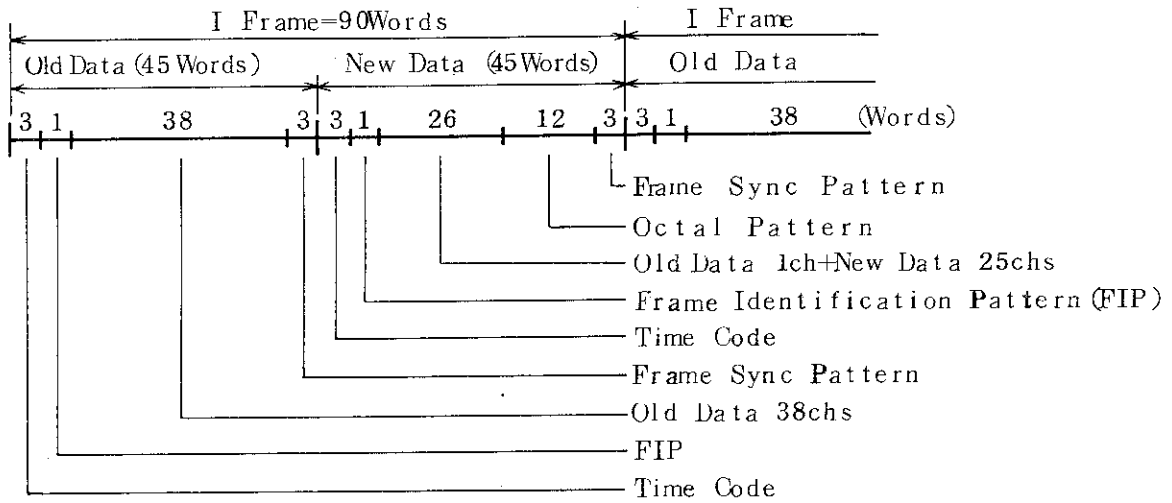 I Frame=90Words I Frame
Old Data (45 Words) New Data (45 Words) Old Data
3 1 38 3 3 1 26 12 3 3 1 38 (Words)
Frame Sync Pattern
Octal Pattern
Old Data 1ch+New Data 25chs
Frame Identification Pattern (FIP)
Time Code
Frame Sync Pattern
Old Data 38chs
FIP
Time Code